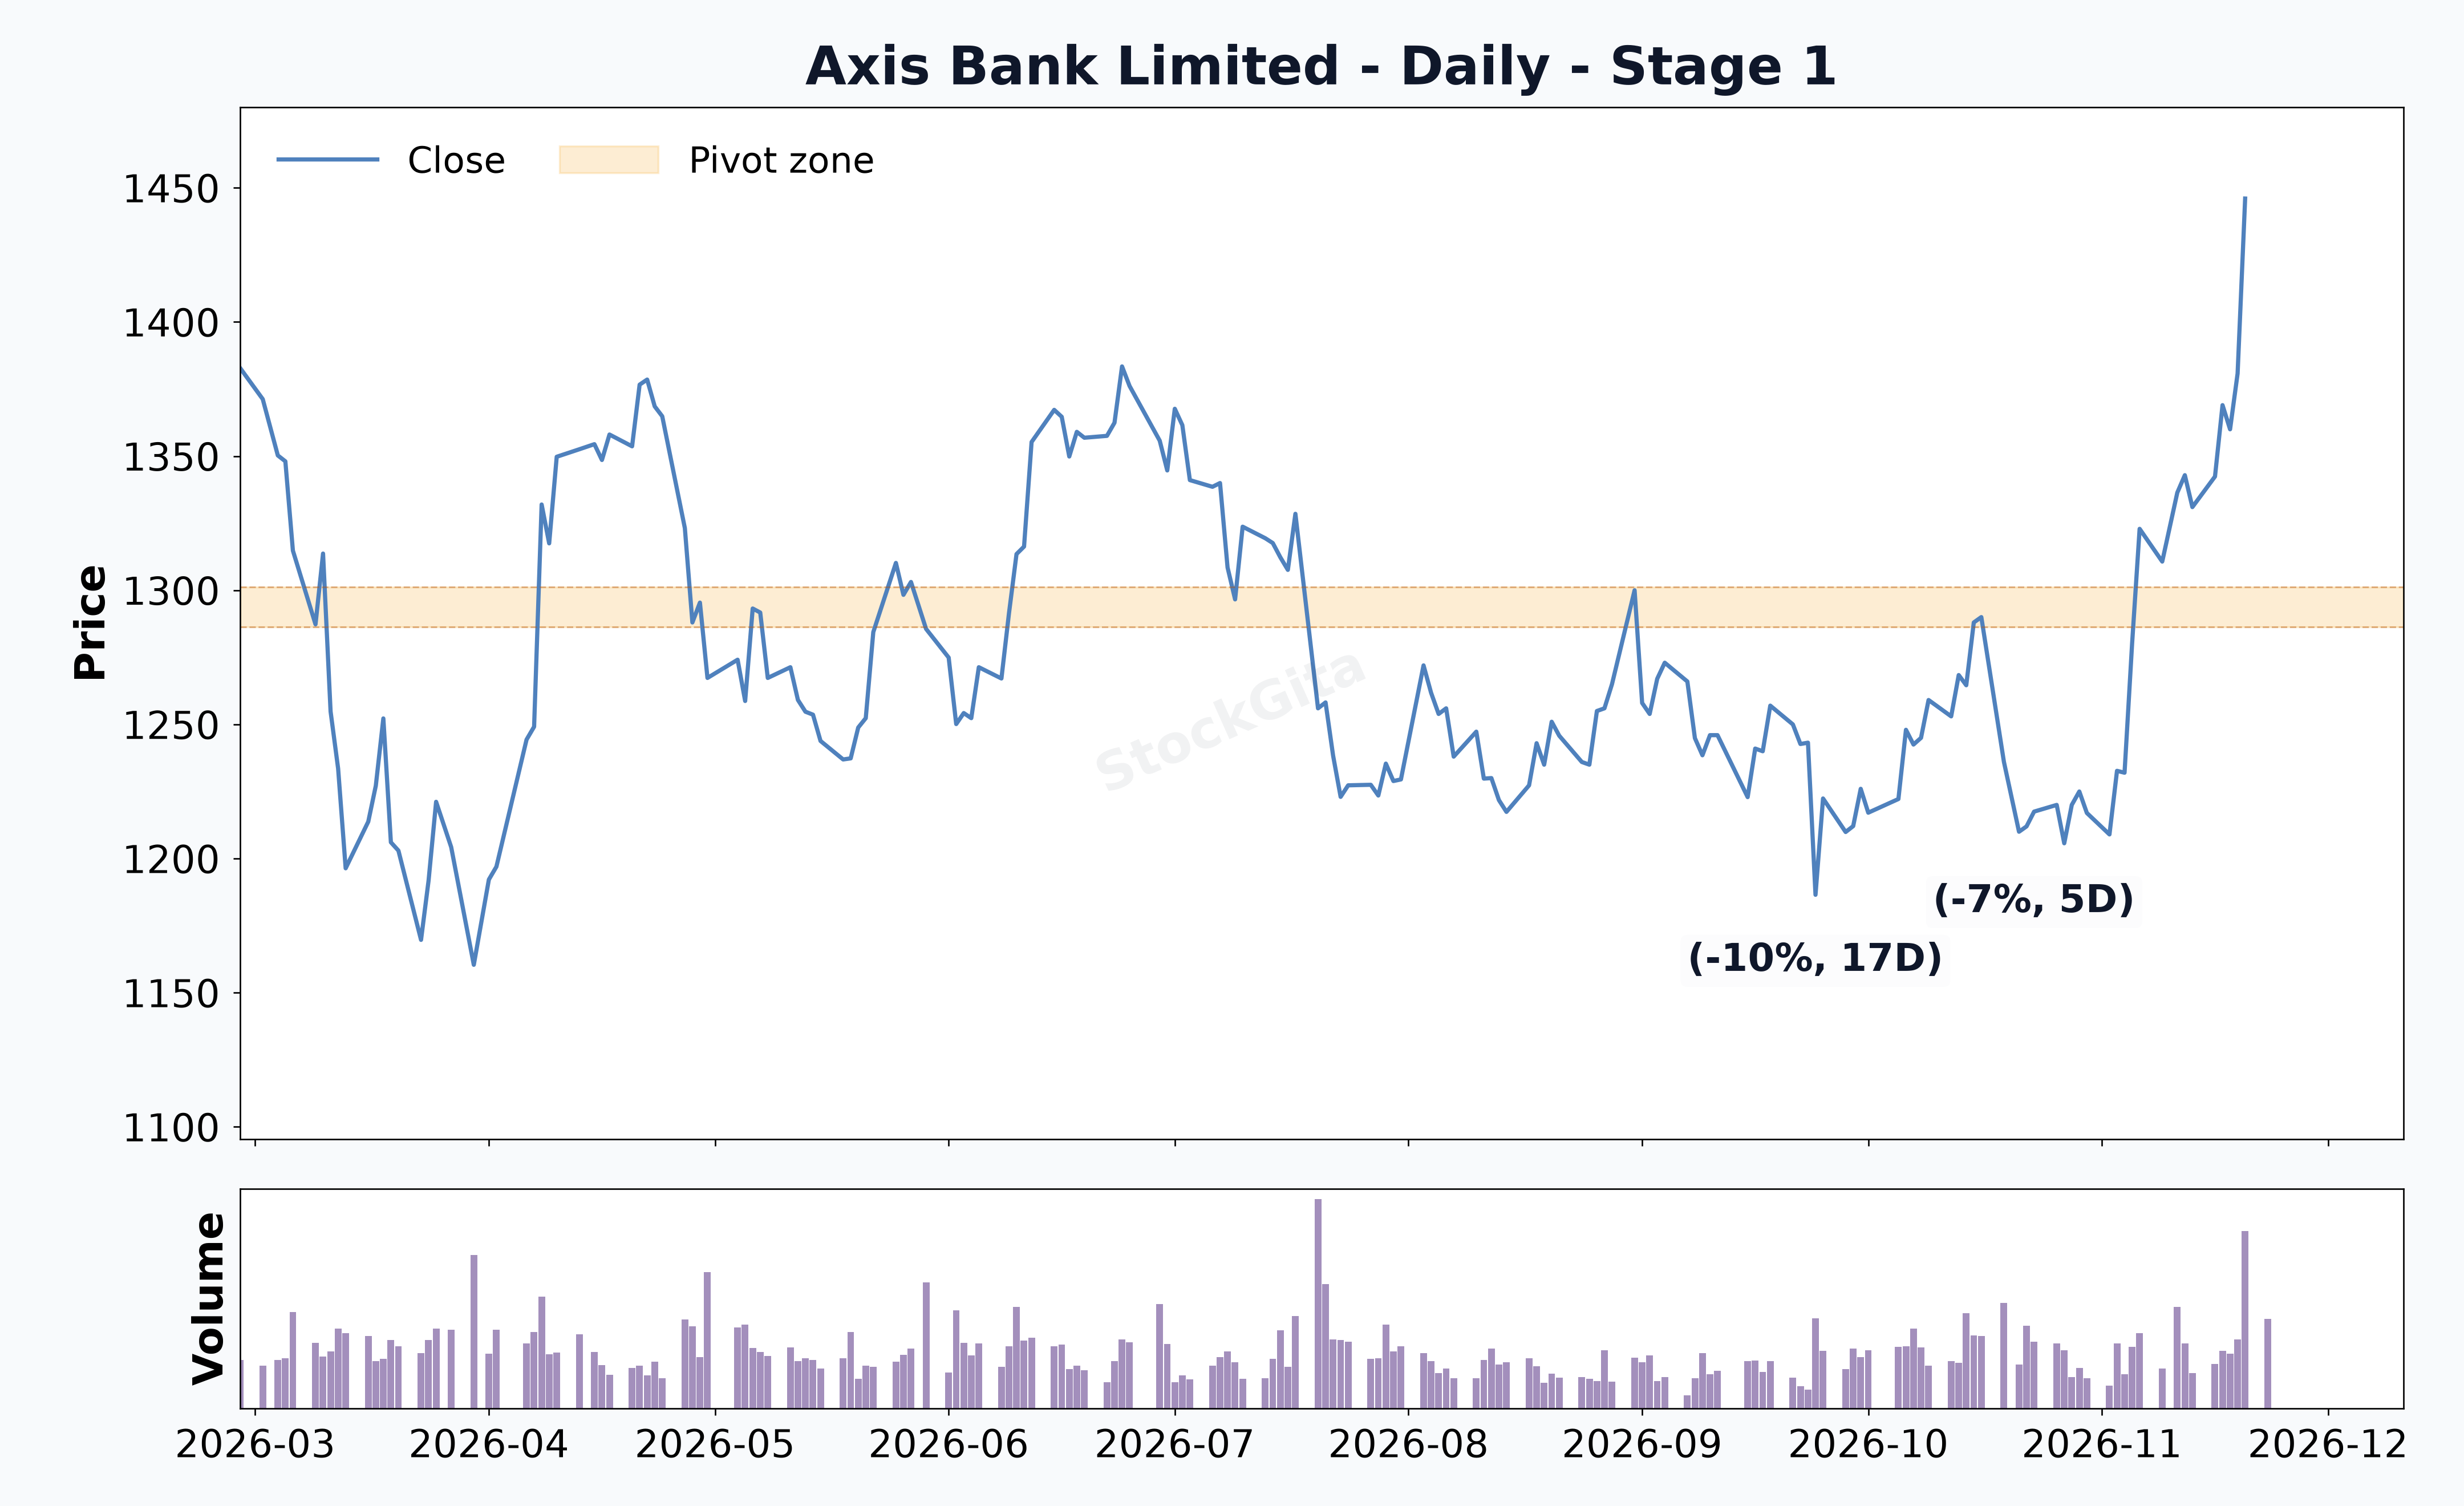 Axis Bank Limited - Daily - Stage 1
Close
Pivot zone
1450
1400
1350
1300
1250
1200
1150
1100
Price
StockGita
(-7%, 5D)
(-10%, 17D)
Volume
2026-03
2026-04
2026-05
2026-06
2026-07
2026-08
2026-09
2026-10
2026-11
2026-12